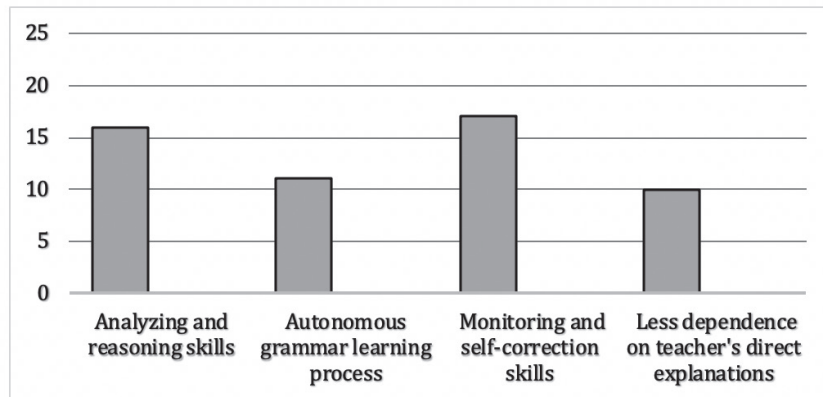 25
20
15
10
5
0
Analyzing and
reasoning skills
Autonomous
grammar learning
process
Monitoring and
self-correction
skills
Less dependence
on teacher's direct
explanations